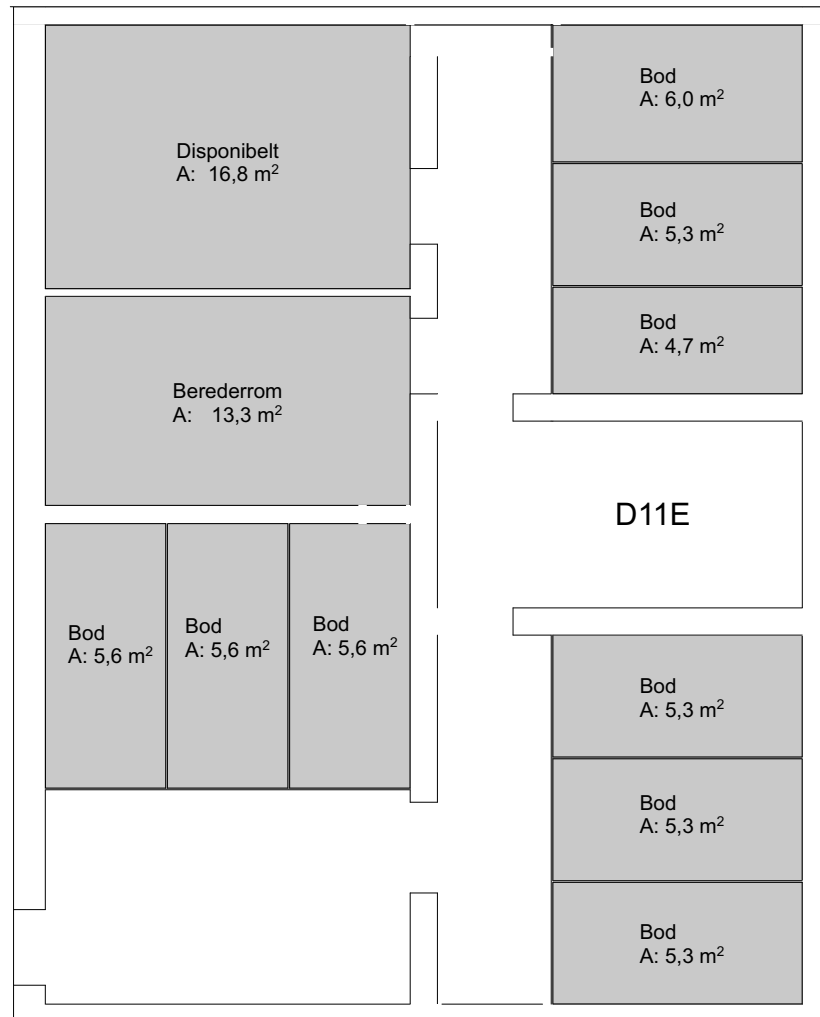 Disponibelt
A: 16,8 m²
Berederrom
A: 13,3 m²
Bod
A: 5,6 m²
Bod
A: 5,6 m²
Bod
A: 5,6 m²
Bod
A: 6,0 m²
Bod
A: 5,3 m²
Bod
A: 4,7 m²
D11E
Bod
A: 5,3 m²
Bod
A: 5,3 m²
Bod
A: 5,3 m²